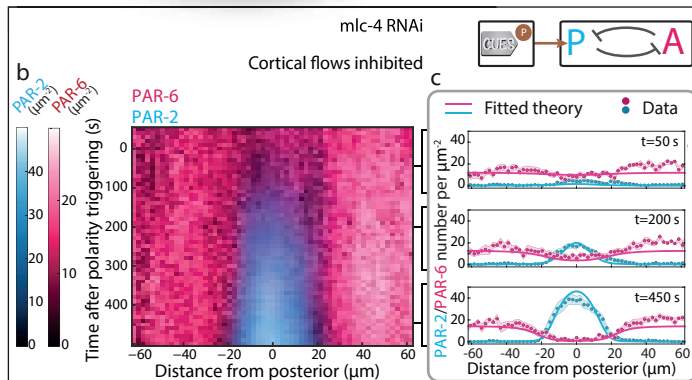 mlc-4 RNAi
Cortical flows inhibited
CUES
P
P
A
b
PAR-2
(µm⁻²)
PAR-6
(µm⁻²)
40
30
20
10
0
20
10
0
PAR-6
PAR-2
Time after polarity triggering (s)
0
100
200
300
400
−60 −40 −20 0 20 40 60
Distance from posterior (µm)
c
Fitted theory
Data
PAR-2/PAR-6 number per µm⁻²
t=50 s
40
20
0
t=200 s
40
20
0
t=450 s
40
20
0
−60 −40 −20 0 20 40 60
Distance from posterior (µm)